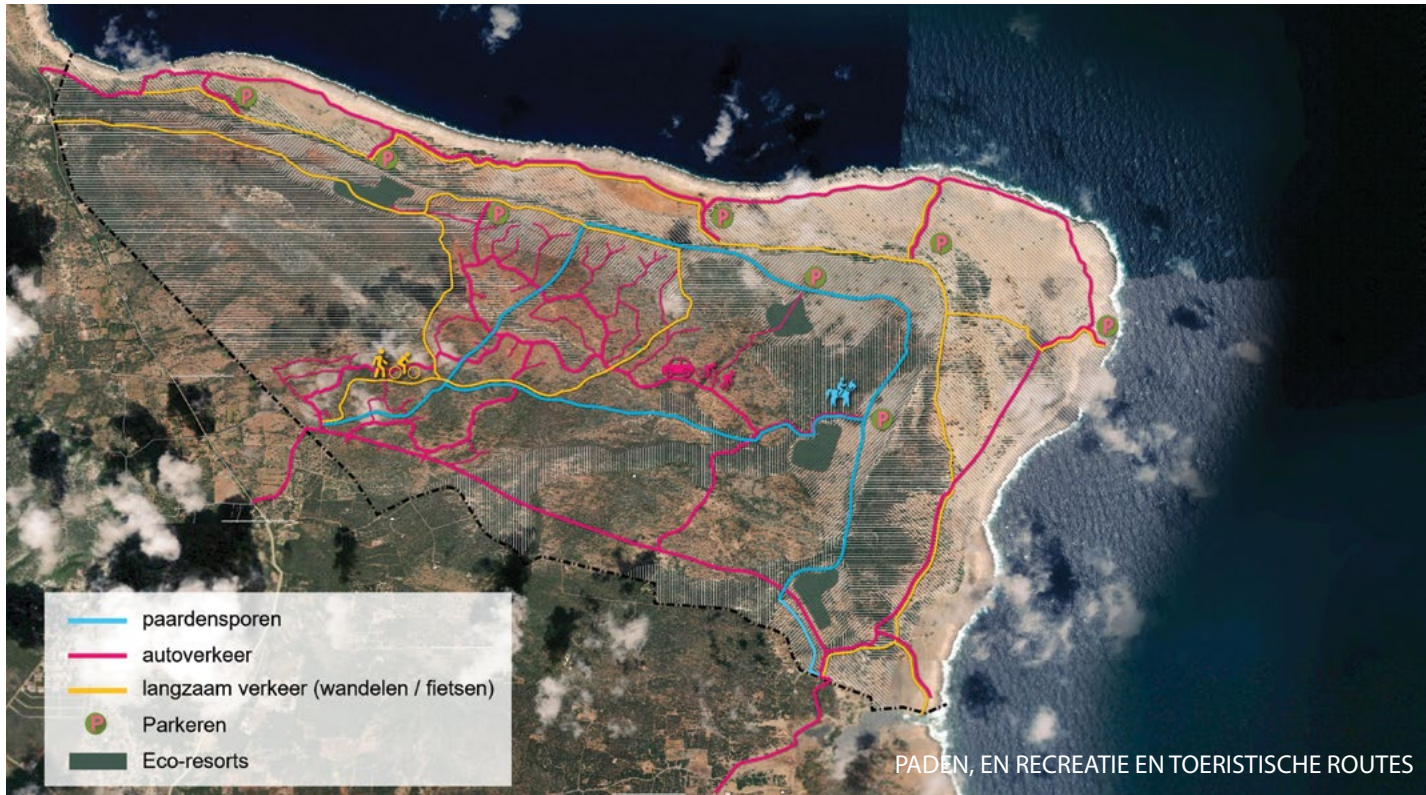 P
P
P
P
P
P
P
P
paardensporen
autoverkeer
langzaam verkeer (wandelen / fietsen)
P
Parkeren
Eco-resorts
PADEN, EN RECREATIE EN TOERISTISCHE ROUTES